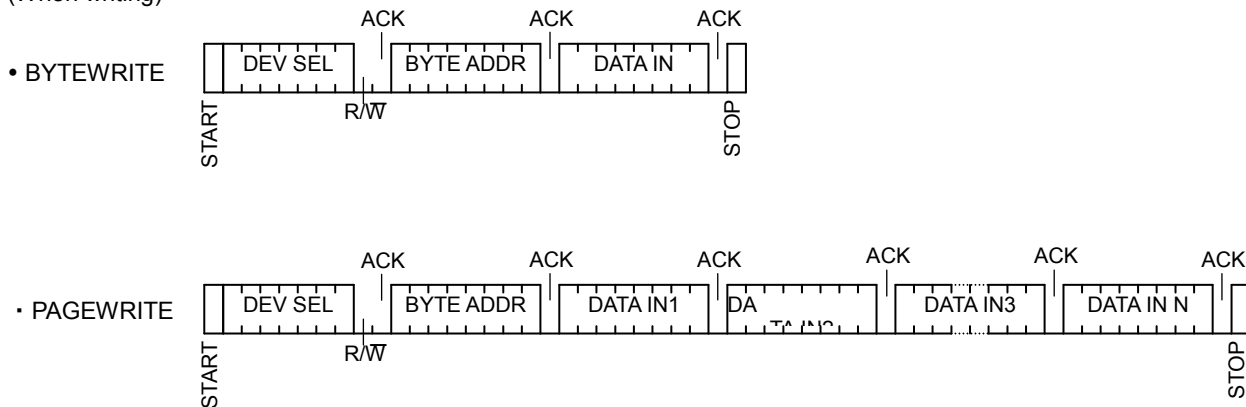 ACK ACK ACK
• BYTEWRITE
DEV SEL BYTE ADDR DATA IN
R/W̅
START
STOP
ACK ACK ACK ACK ACK ACK
· PAGEWRITE
DEV SEL BYTE ADDR DATA IN1 DA DATA IN3 DATA IN N
R/W̅
START
STOP